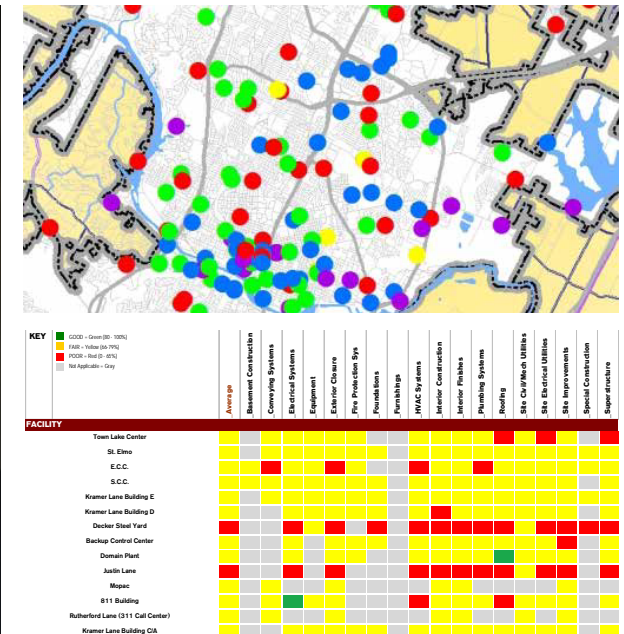 KEY
GOOD = Green (80 - 100%)
FAIR = Yellow (66-79%)
POOR = Red (0 - 65%)
Not Applicable = Gray
Average
Basement Construction
Conveying Systems
Electrical Systems
Equipment
Exterior Closure
Fire Protection Sys
Foundations
Furnishings
HVAC Systems
Interior Construction
Interior Finishes
Plumbing Systems
Roofing
Site Civil/Mech Utilities
Site Electrical Utilities
Site Improvements
Special Construction
Superstructure
FACILITY
Town Lake Center
St. Elmo
E.C.C.
S.C.C.
Kramer Lane Building E
Kramer Lane Building D
Decker Steel Yard
Backup Control Center
Domain Plant
Justin Lane
Mopac
811 Building
Rutherford Lane (311 Call Center)
Kramer Lane Building C/A